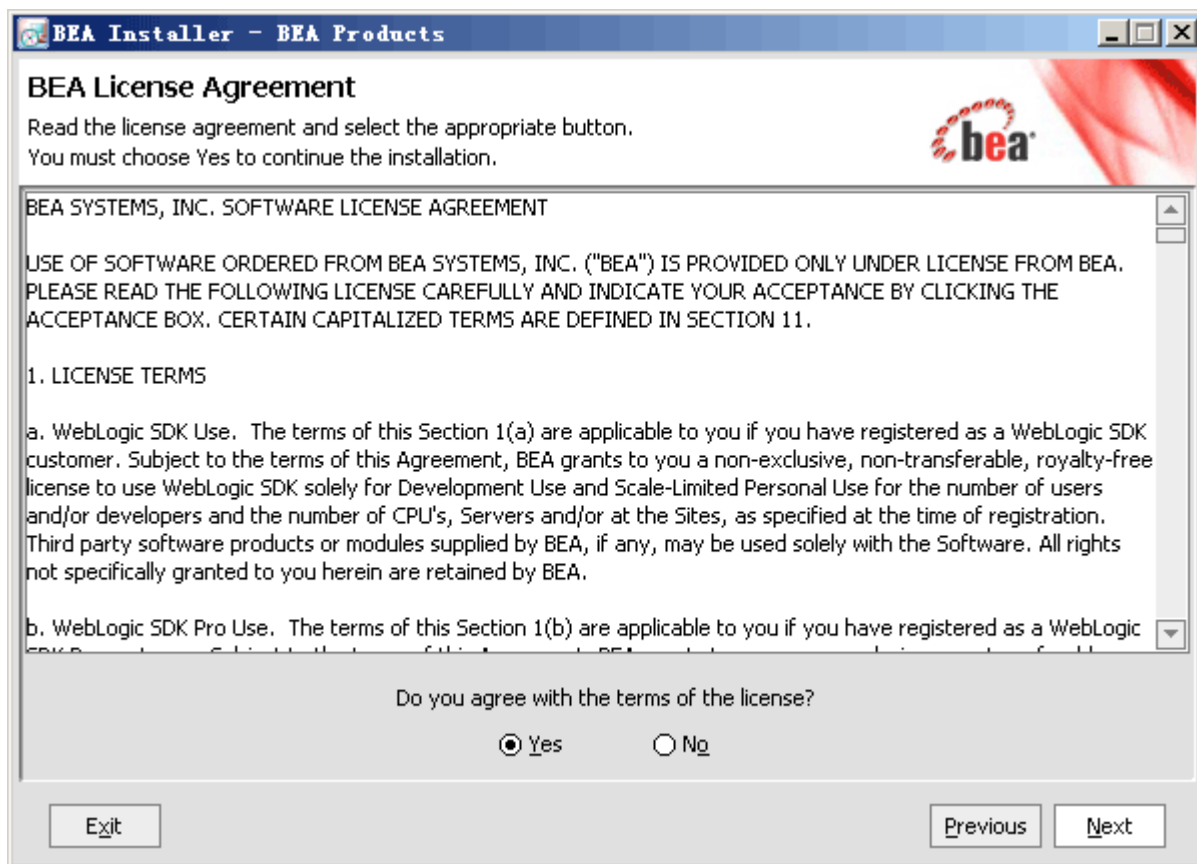 BEA Installer - BEA Products
BEA License Agreement
Read the license agreement and select the appropriate button.
You must choose Yes to continue the installation.
bea
BEA SYSTEMS, INC. SOFTWARE LICENSE AGREEMENT
USE OF SOFTWARE ORDERED FROM BEA SYSTEMS, INC. ("BEA") IS PROVIDED ONLY UNDER LICENSE FROM BEA.
PLEASE READ THE FOLLOWING LICENSE CAREFULLY AND INDICATE YOUR ACCEPTANCE BY CLICKING THE
ACCEPTANCE BOX. CERTAIN CAPITALIZED TERMS ARE DEFINED IN SECTION 11.
1. LICENSE TERMS
a. WebLogic SDK Use.  The terms of this Section 1(a) are applicable to you if you have registered as a WebLogic SDK
customer. Subject to the terms of this Agreement, BEA grants to you a non-exclusive, non-transferable, royalty-free
license to use WebLogic SDK solely for Development Use and Scale-Limited Personal Use for the number of users
and/or developers and the number of CPU's, Servers and/or at the Sites, as specified at the time of registration.
Third party software products or modules supplied by BEA, if any, may be used solely with the Software. All rights
not specifically granted to you herein are retained by BEA.
b. WebLogic SDK Pro Use.  The terms of this Section 1(b) are applicable to you if you have registered as a WebLogic
Do you agree with the terms of the license?
Yes No
Exit Previous Next